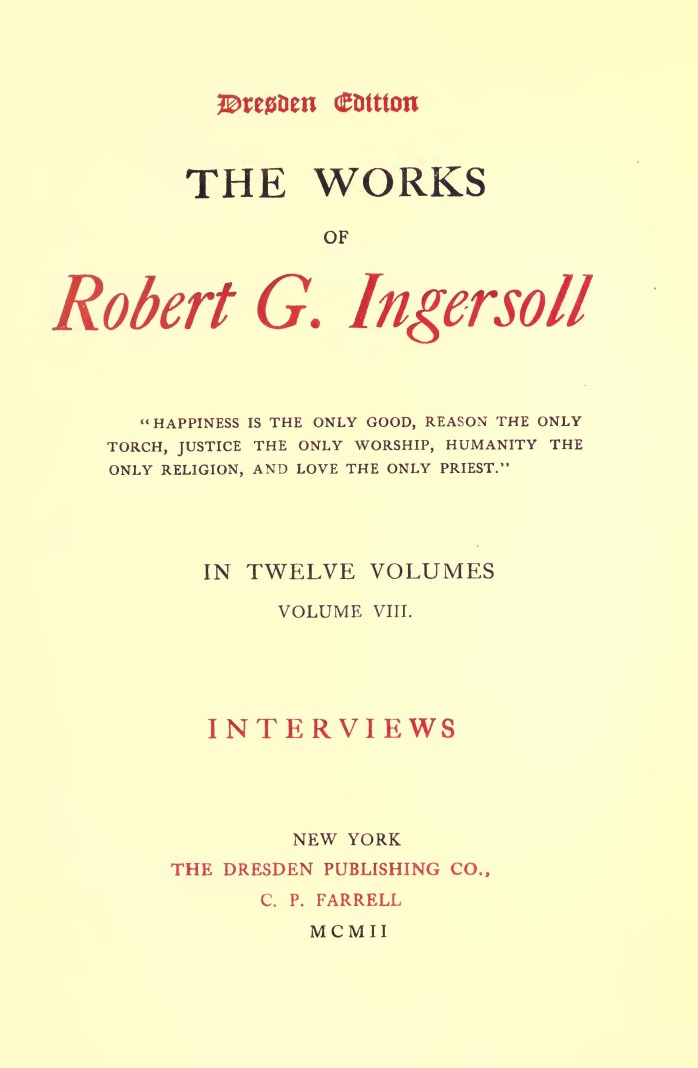 Dresden Edition
THE WORKS
OF
Robert G. Ingersoll
"HAPPINESS IS THE ONLY GOOD, REASON THE ONLY
TORCH, JUSTICE THE ONLY WORSHIP, HUMANITY THE
ONLY RELIGION, AND LOVE THE ONLY PRIEST."
IN TWELVE VOLUMES
VOLUME VIII.
INTERVIEWS
NEW YORK
THE DRESDEN PUBLISHING CO.,
C. P. FARRELL
MCMII